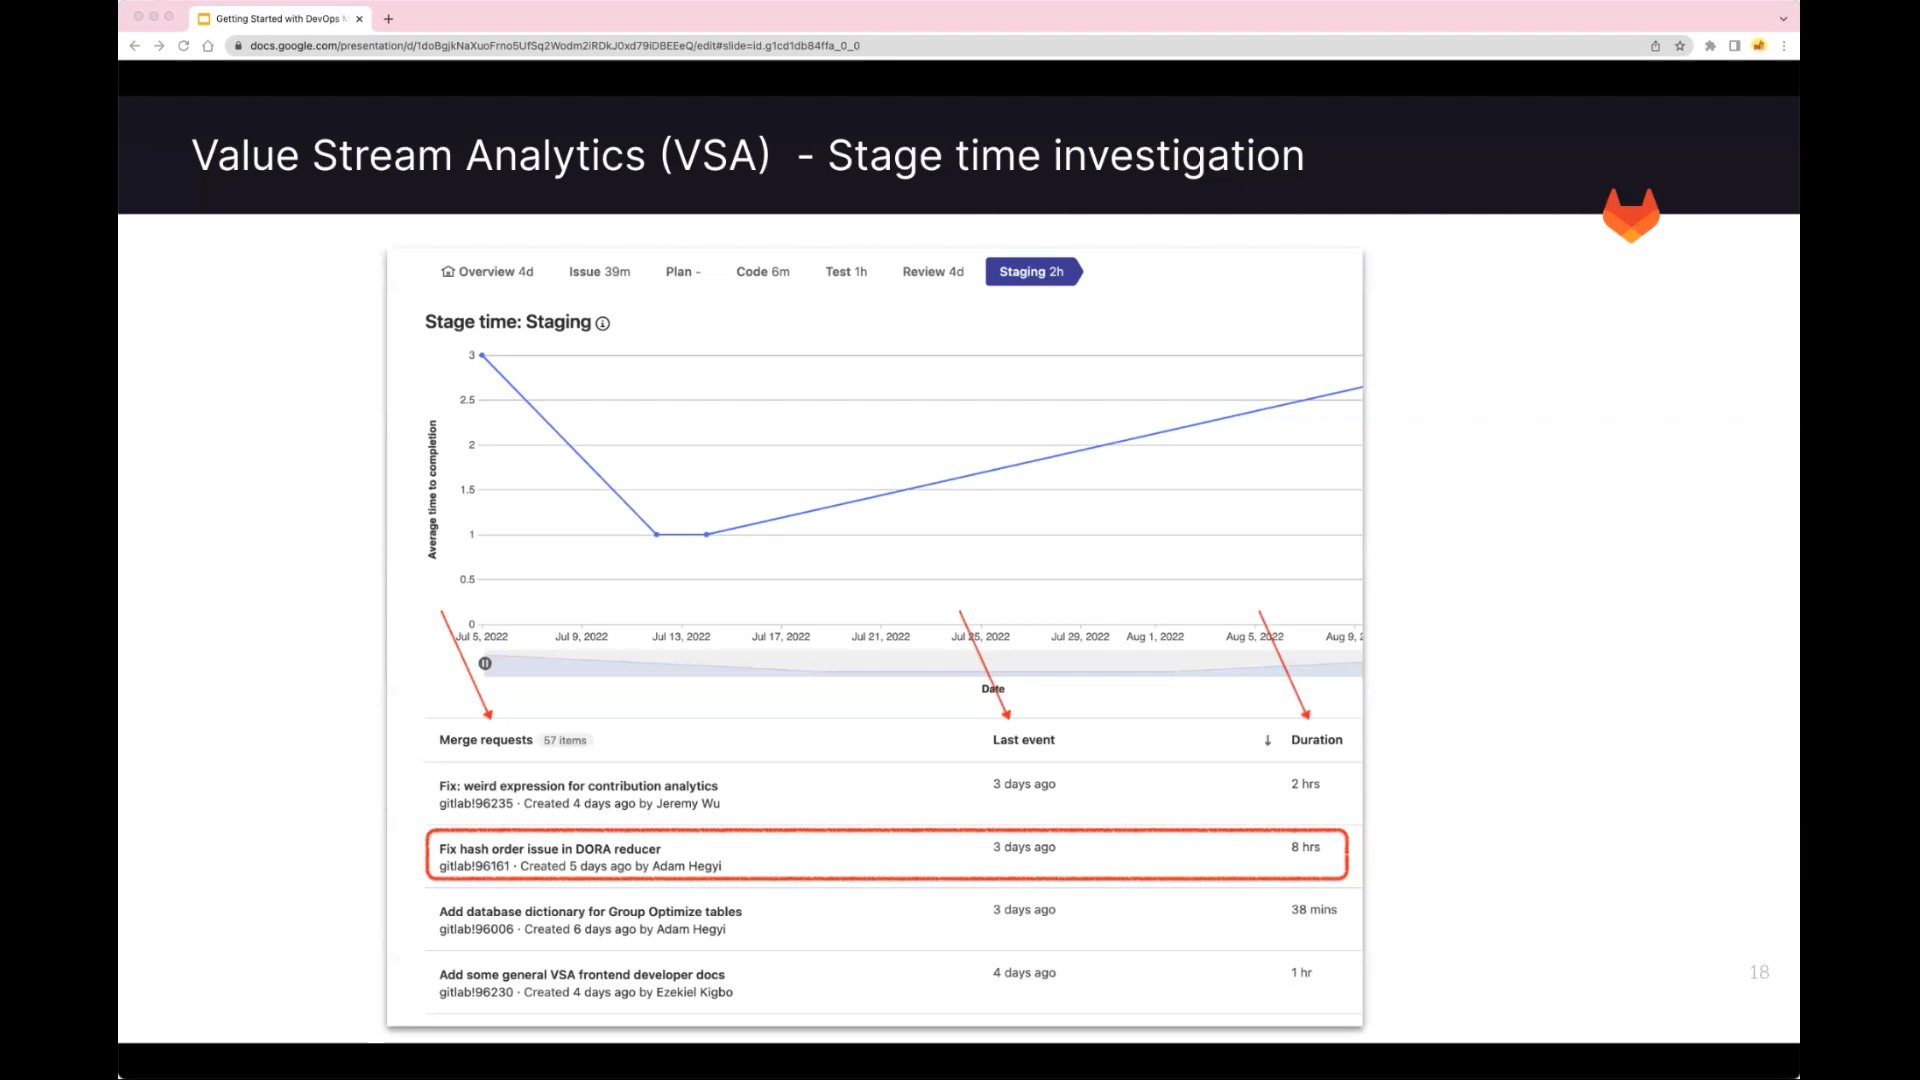 Getting Started with DevOps M
docs.google.com/presentation/d/1doBgjkNaXuoFrno5UfSq2Wodm2iRDkJ0xd79iDBEEeQ/edit#slide=id.g1cd1db84ffa_0_0
Value Stream Analytics (VSA) - Stage time investigation
Overview 4d Issue 39m Plan - Code 6m Test 1h Review 4d Staging 2h
Stage time: Staging
Average time to completion
3
2.5
2
1.5
1
0.5
0
Jul 5, 2022 Jul 9, 2022 Jul 13, 2022 Jul 17, 2022 Jul 21, 2022 Jul 25, 2022 Jul 29, 2022 Aug 1, 2022 Aug 5, 2022 Aug 9, 2
Date
Merge requests 57 items Last event ↓ Duration
Fix: weird expression for contribution analytics 3 days ago 2 hrs
gitlab!96235 · Created 4 days ago by Jeremy Wu
Fix hash order issue in DORA reducer 3 days ago 8 hrs
gitlab!96161 · Created 5 days ago by Adam Hegyi
Add database dictionary for Group Optimize tables 3 days ago 38 mins
gitlab!96006 · Created 6 days ago by Adam Hegyi
Add some general VSA frontend developer docs 4 days ago 1 hr
gitlab!96230 · Created 4 days ago by Ezekiel Kigbo
18